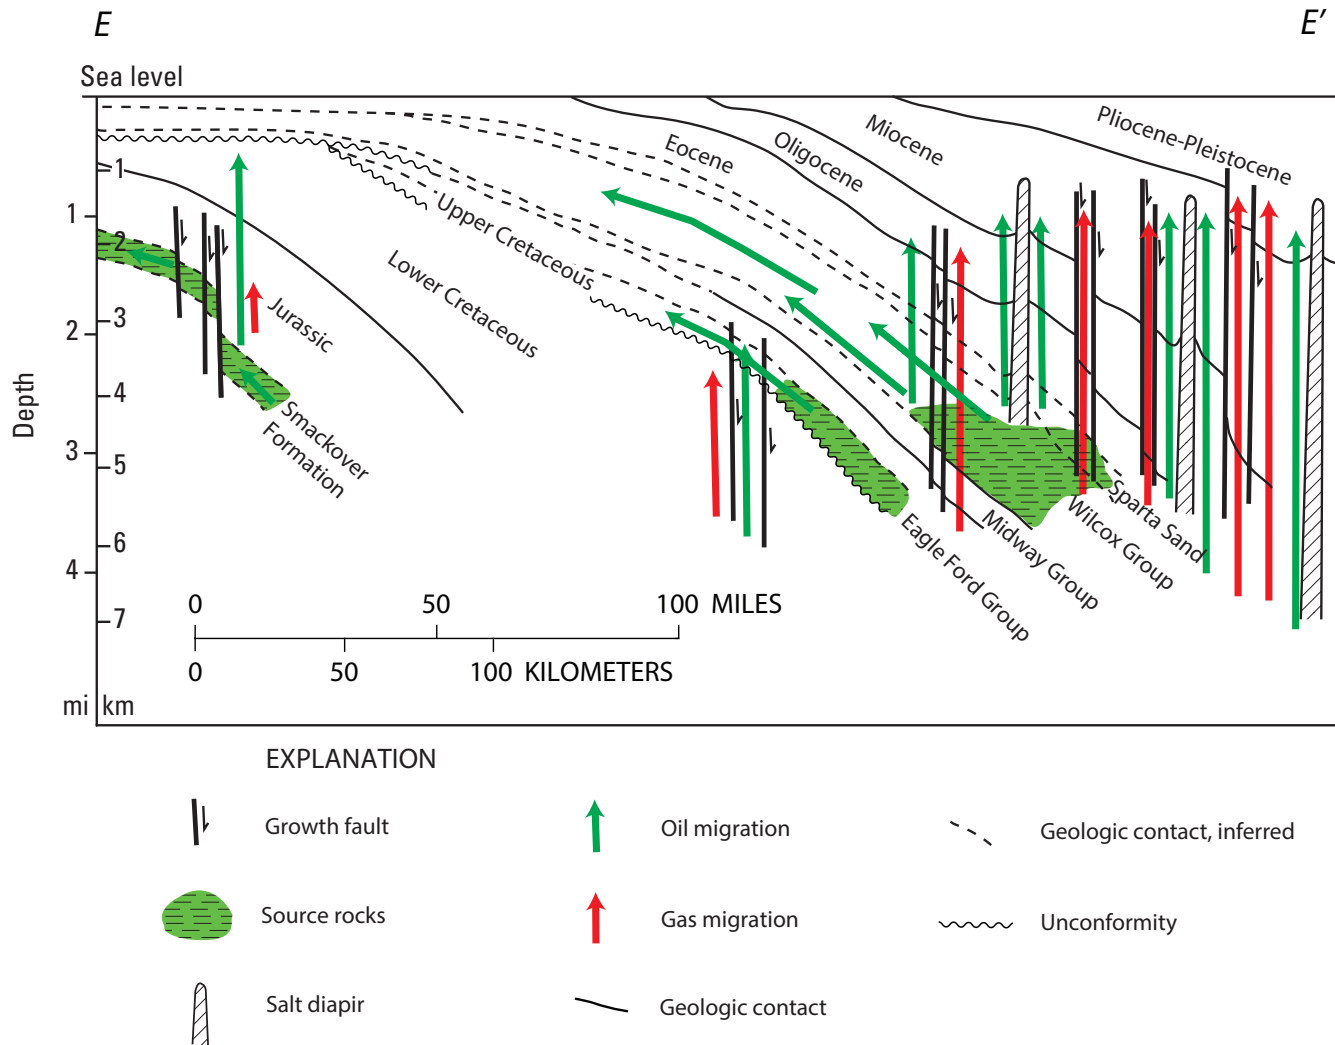 E
E′
Sea level
Pliocene-Pleistocene
Miocene
Oligocene
Eocene
Upper Cretaceous
Lower Cretaceous
Jurassic
Smackover
Formation
Eagle Ford Group
Midway Group
Wilcox Group
Sparta Sand
Depth
1
1
2
2
3
4
3
5
6
4
7
mi
km
0
50
100 MILES
0
50
100 KILOMETERS
EXPLANATION
Growth fault
Oil migration
Geologic contact, inferred
Source rocks
Gas migration
Unconformity
Salt diapir
Geologic contact